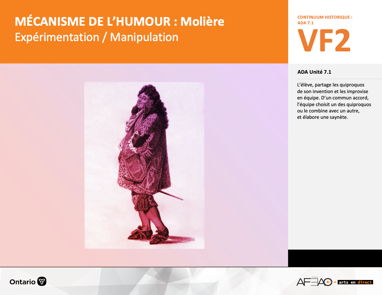 MÉCANISME DE L'HUMOUR : Molière
Expérimentation / Manipulation
CONTINUUM HISTORIQUE :
ADA 7.1
VF2
ADA Unité 7.1
L'élève, partage les quiproquos
de son invention et les improvise
en équipe. D'un commun accord,
l'équipe choisit un des quiproquos
ou le combine avec un autre,
et élabore une saynète.
Ontario
AFEAO arts en direct